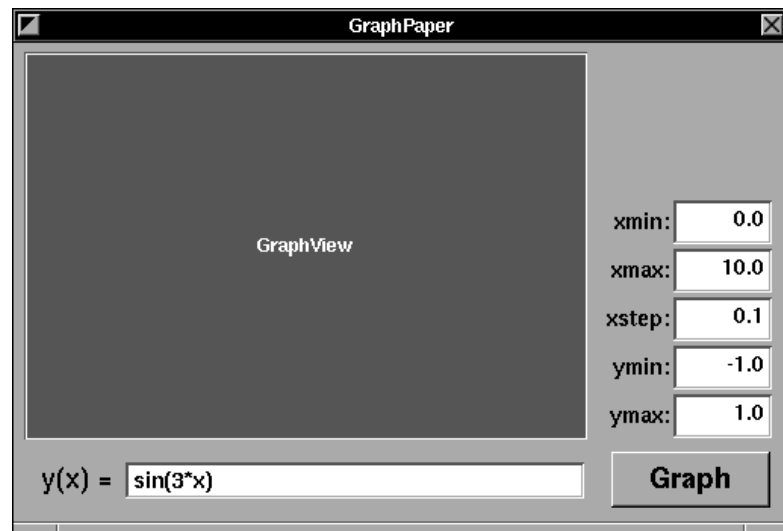 GraphPaper
GraphView
xmin: 0.0
xmax: 10.0
xstep: 0.1
ymin: -1.0
ymax: 1.0
y(x) = sin(3*x)
Graph